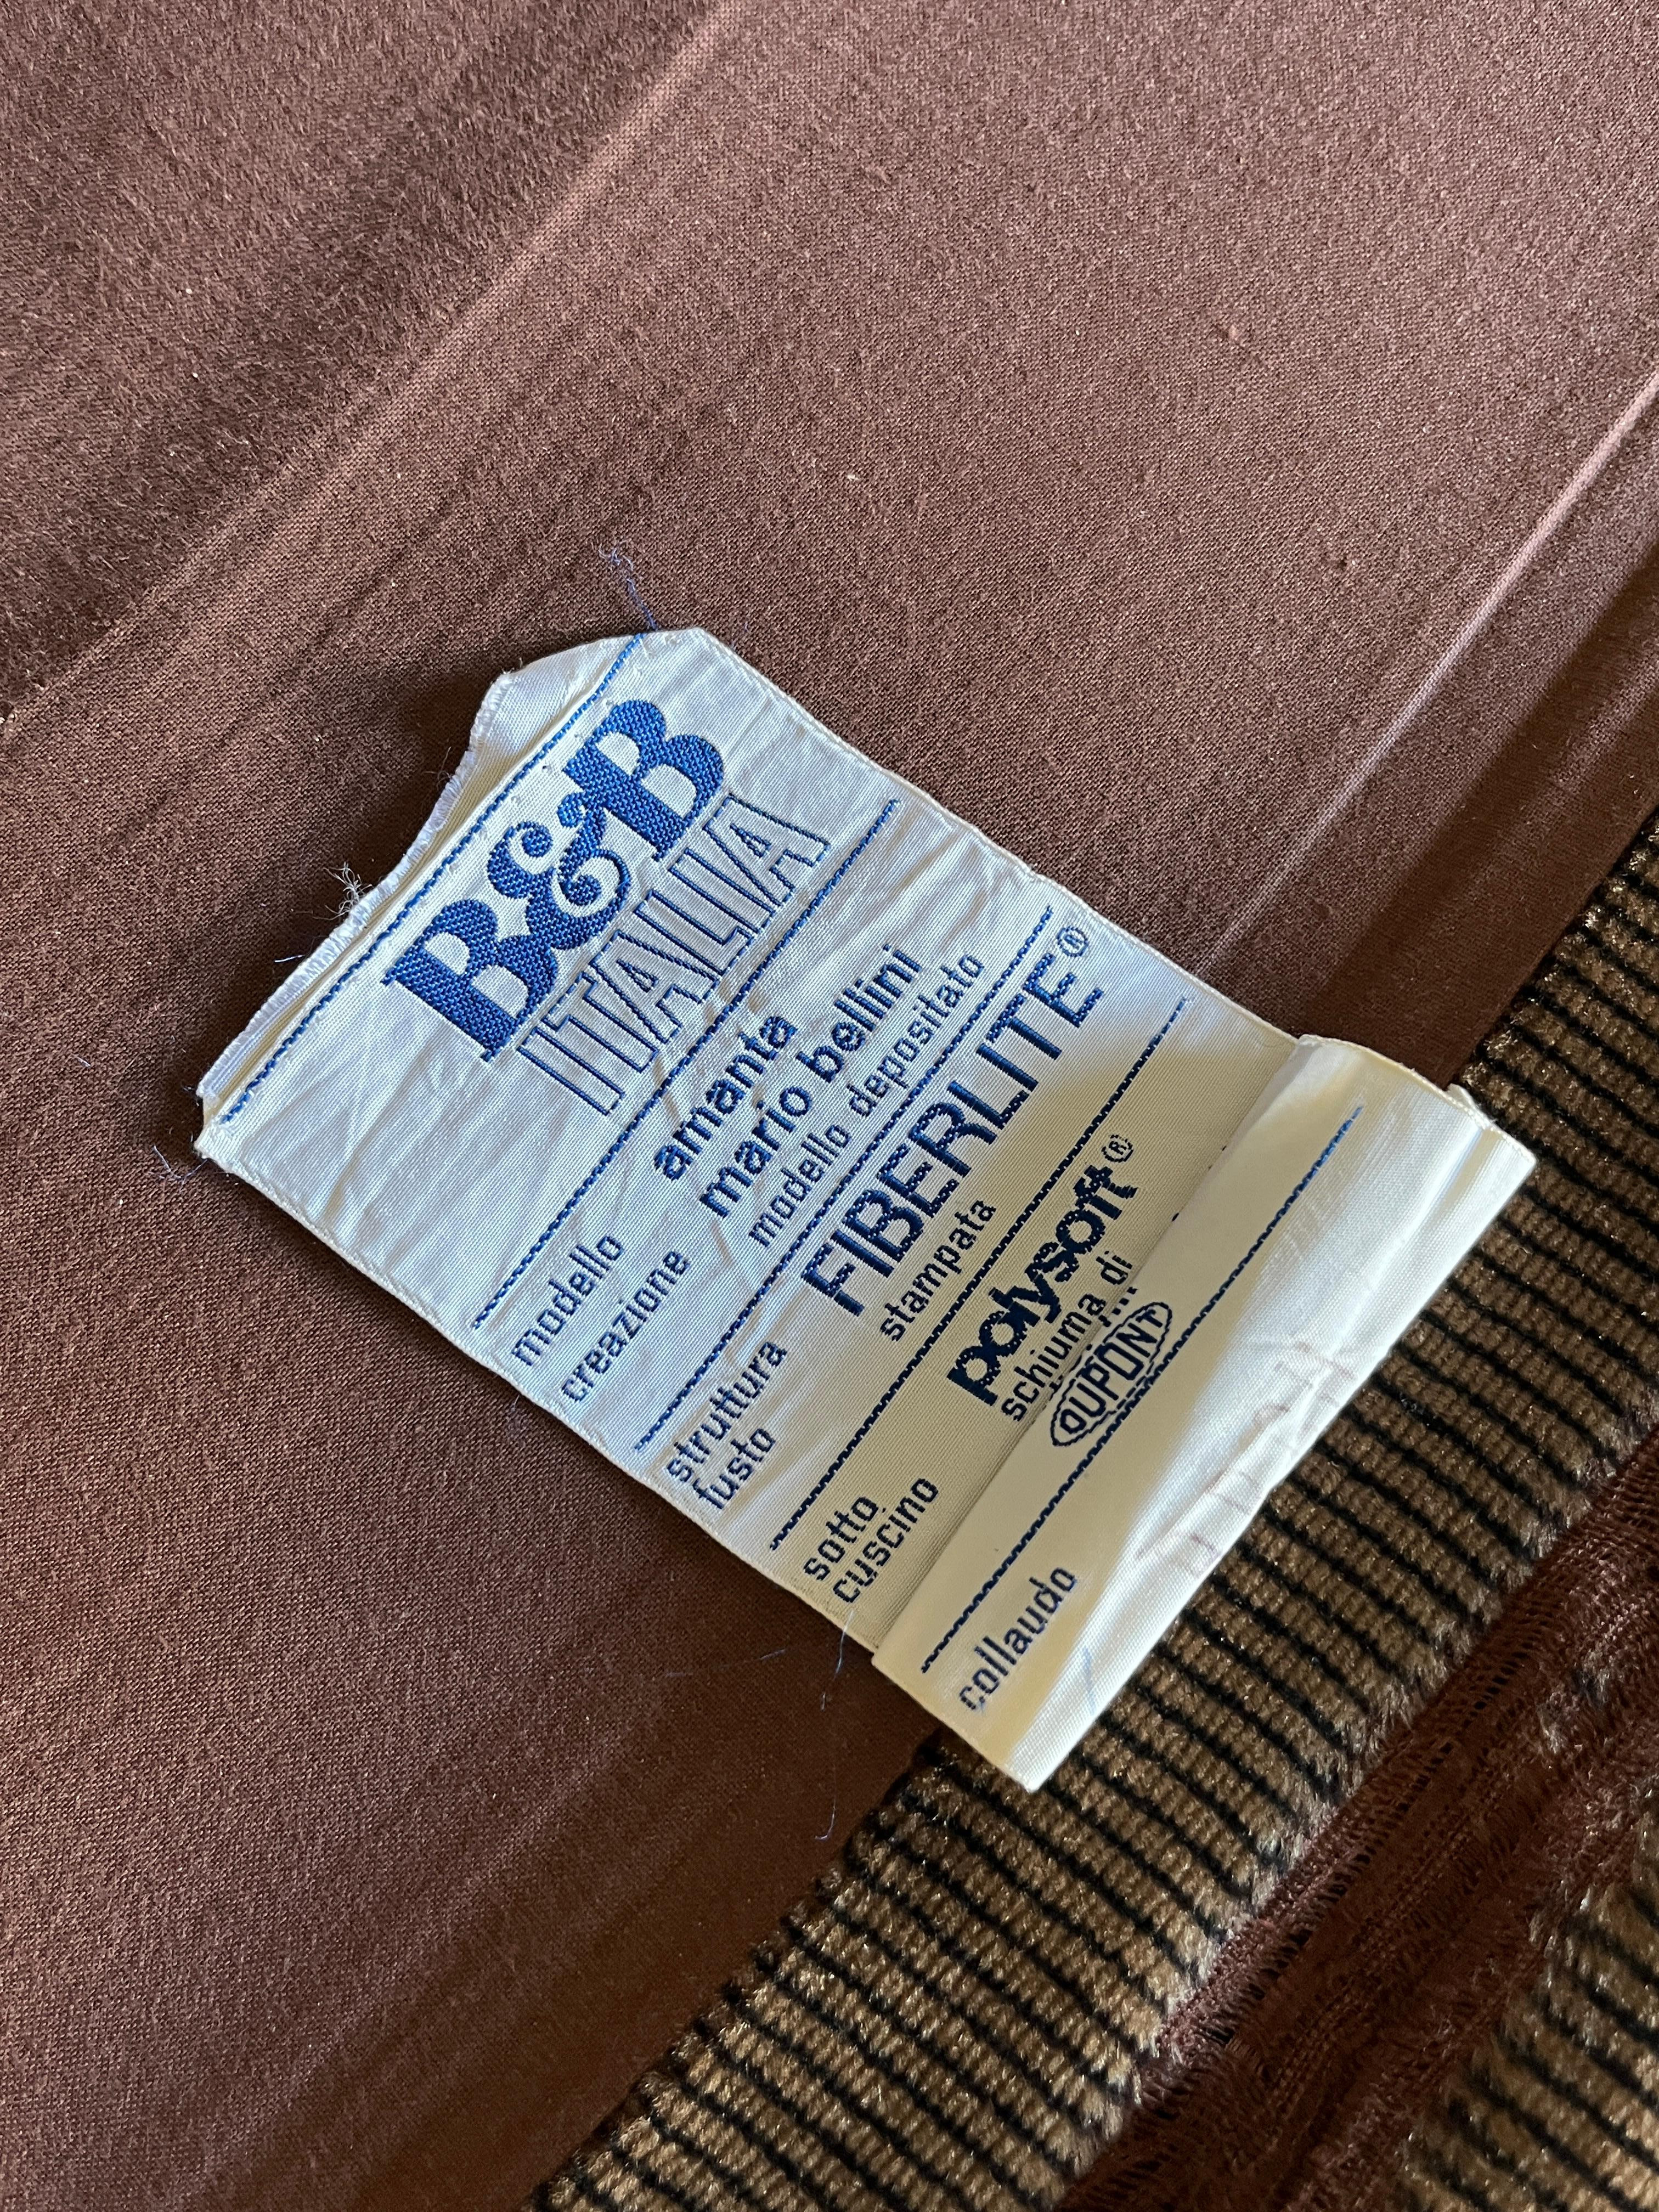 B&B
ITALIA
modello amanta
creazione mario bellini
modello depositato
struttura FIBERLITE®
fusto stampata
sotto polysoft®
cuscino schiuma di
DUPONT
collaudo